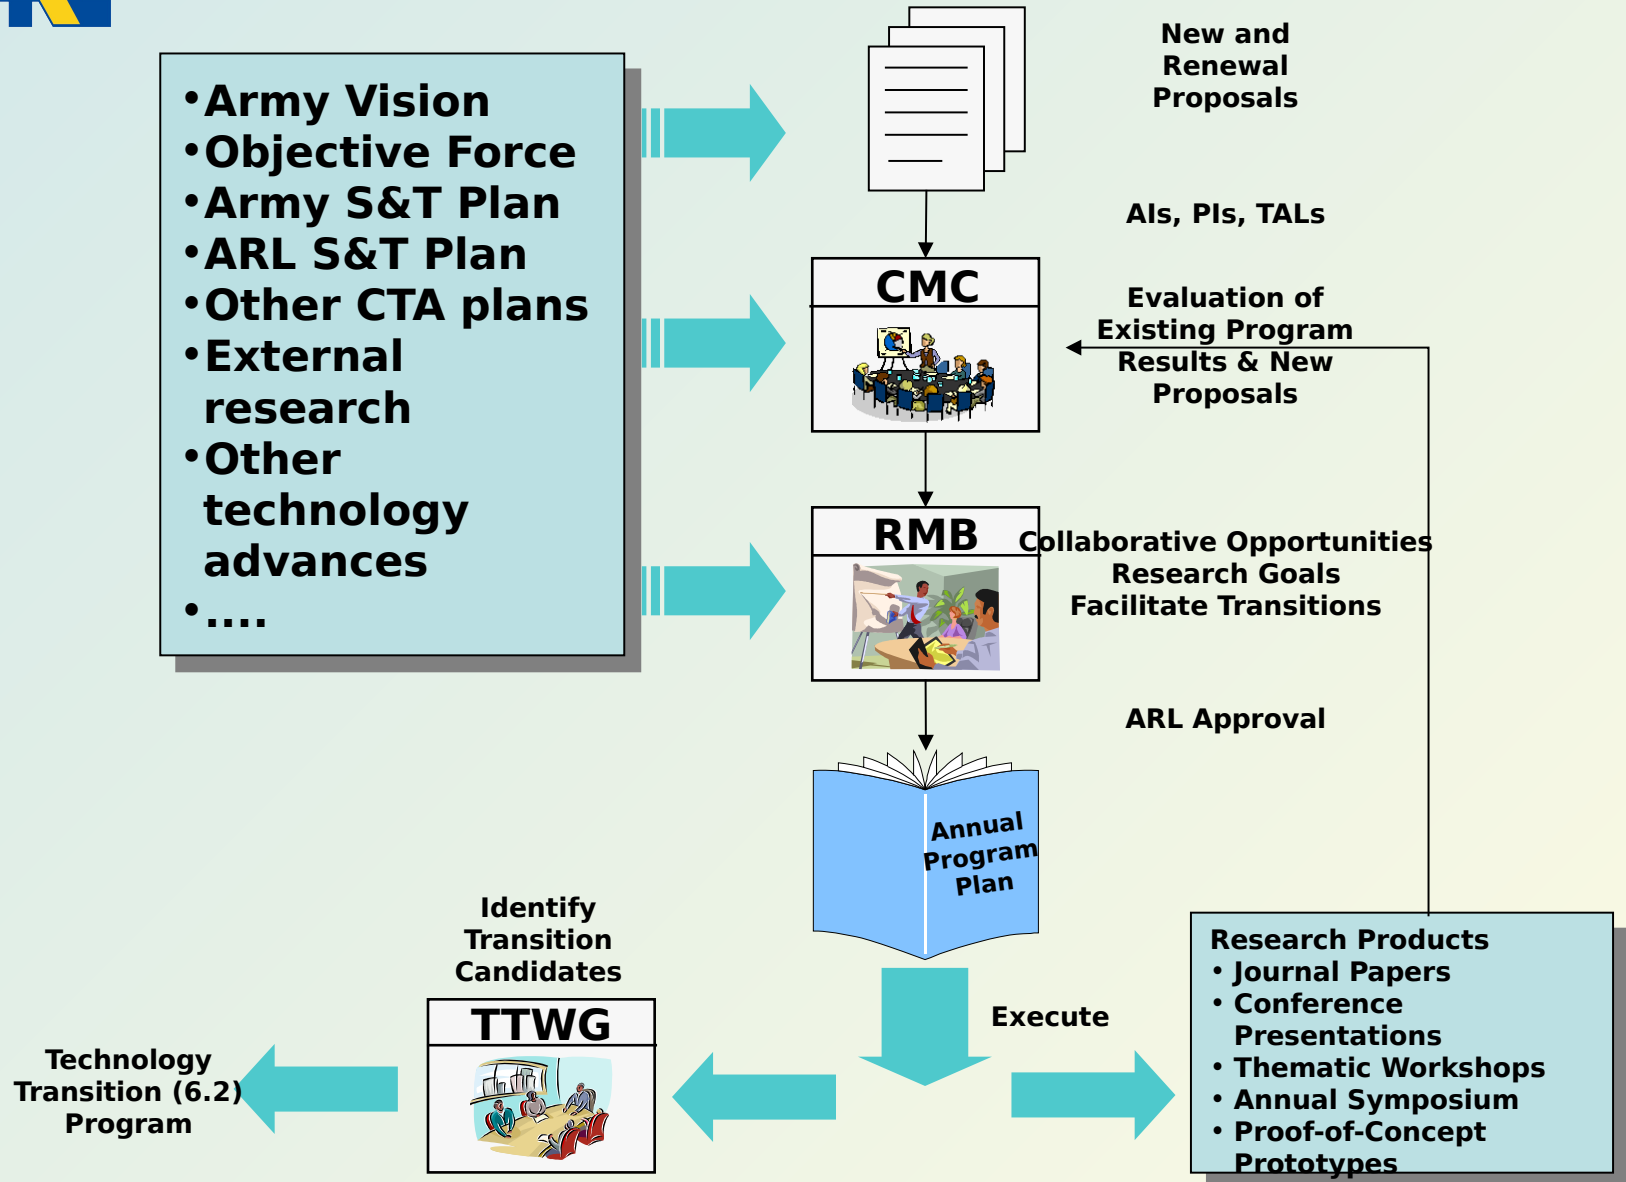 •Army Vision
•Objective Force
•Army S&T Plan
•ARL S&T Plan
•Other CTA plans
•External
research
•Other
technology
advances
•....
New and
Renewal
Proposals
AIs, PIs, TALs
CMC
Evaluation of
Existing Program
Results & New
Proposals
RMB
Collaborative Opportunities
Research Goals
Facilitate Transitions
ARL Approval
Annual
Program
Plan
Execute
Identify
Transition
Candidates
TTWG
Technology
Transition (6.2)
Program
Research Products
• Journal Papers
• Conference
Presentations
• Thematic Workshops
• Annual Symposium
• Proof-of-Concept
Prototypes